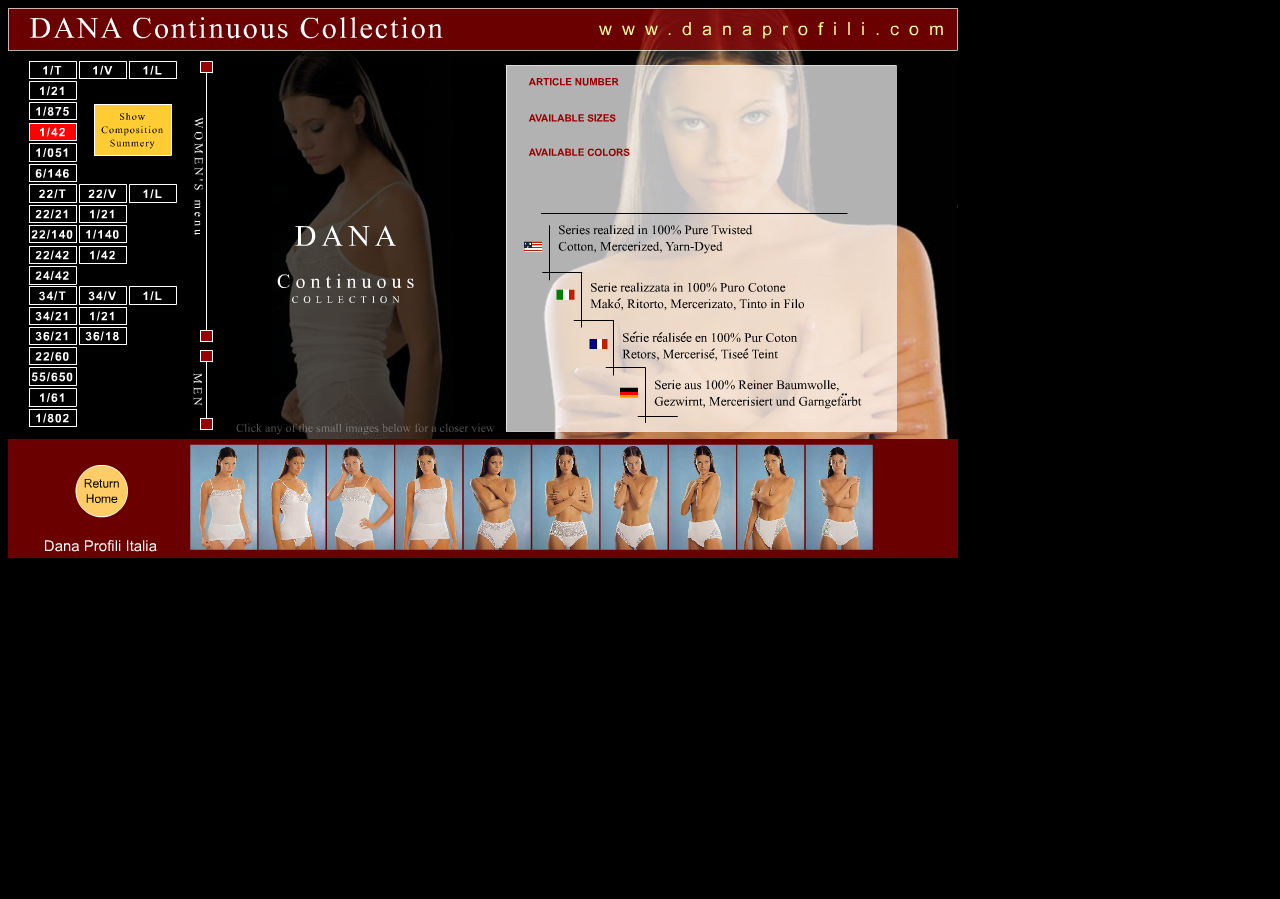 DANA Continuous Collection
www.danaprofili.com
1/T 1/V 1/L
1/21
1/875
1/42
1/051
6/146
22/T 22/V 1/L
22/21 1/21
22/140 1/140
22/42 1/42
24/42
34/T 34/V 1/L
34/21 1/21
36/21 36/18
22/60
55/650
1/61
1/802
Show
Composition
Summery
WOMEN'S menu
MEN
DANA
Continuous
COLLECTION
Click any of the small images below for a closer view
ARTICLE NUMBER
AVAILABLE SIZES
AVAILABLE COLORS
Series realized in 100% Pure Twisted
Cotton, Mercerized, Yarn-Dyed
Serie realizzata in 100% Puro Cotone
Makó, Ritorto, Mercerizato, Tinto in Filo
Série réalisée en 100% Pur Coton
Retors, Mercerisé, Tiseé Teint
Serie aus 100% Reiner Baumwolle,
Gezwirnt, Mercerisiert und Garngefärbt
Return
Home
Dana Profili Italia